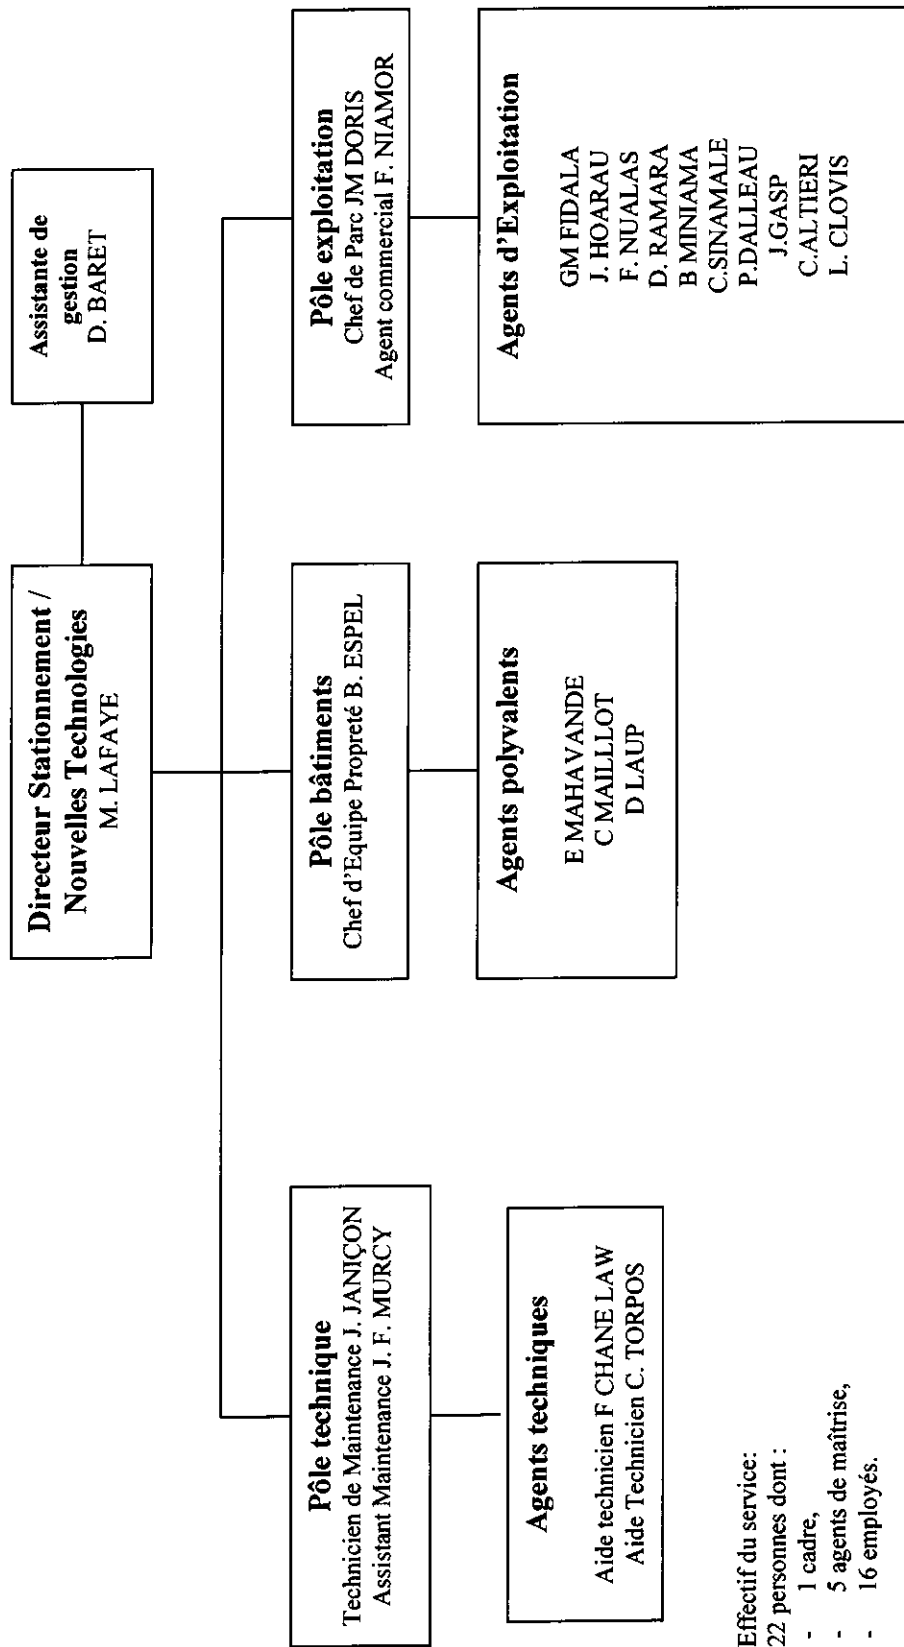 Directeur Stationnement /
Nouvelles Technologies
M. LAFAYE
Assistante de
gestion
D. BARET
Pôle technique
Technicien de Maintenance J. JANIÇON
Assistant Maintenance J. F. MURCY
Pôle bâtiments
Chef d'Equipe Propreté B. ESPEL
Pôle exploitation
Chef de Parc JM DORIS
Agent commercial F. NIAMOR
Agents techniques
Aide technicien F CHANE LAW
Aide Technicien C. TORPOS
Agents polyvalents
E MAHAVANDE
C MAILLLOT
D LAUP
Agents d'Exploitation
GM FIDALA
J. HOARAU
F. NUALAS
D. RAMARA
B MINIAMA
C.SINAMALE
P.DALLEAU
J.GASP
C.ALTIERI
L. CLOVIS
Effectif du service:
22 personnes dont :
- 1 cadre,
- 5 agents de maîtrise,
- 16 employés.